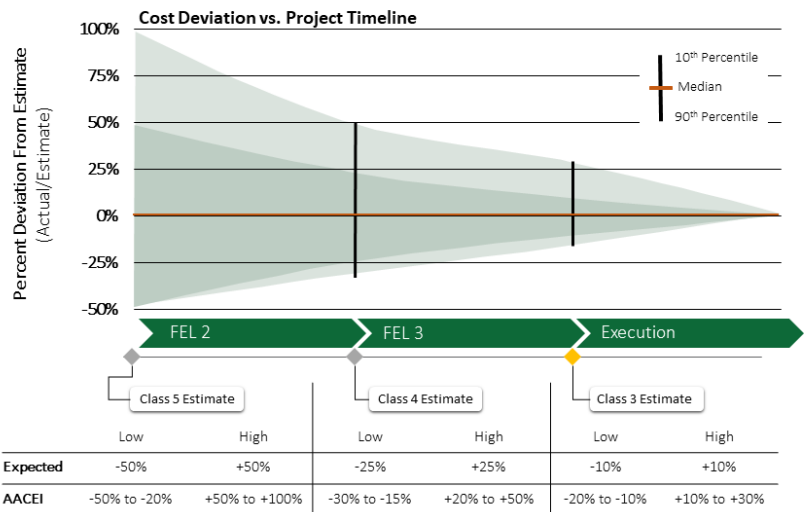 Cost Deviation vs. Project Timeline
Percent Deviation From Estimate
(Actual/Estimate)
100%
75%
50%
25%
0%
-25%
-50%
10th Percentile
Median
90th Percentile
FEL 2 FEL 3 Execution
Class 5 Estimate Class 4 Estimate Class 3 Estimate
Low High Low High Low High
Expected -50% +50% -25% +25% -10% +10%
AACEI -50% to -20% +50% to +100% -30% to -15% +20% to +50% -20% to -10% +10% to +30%